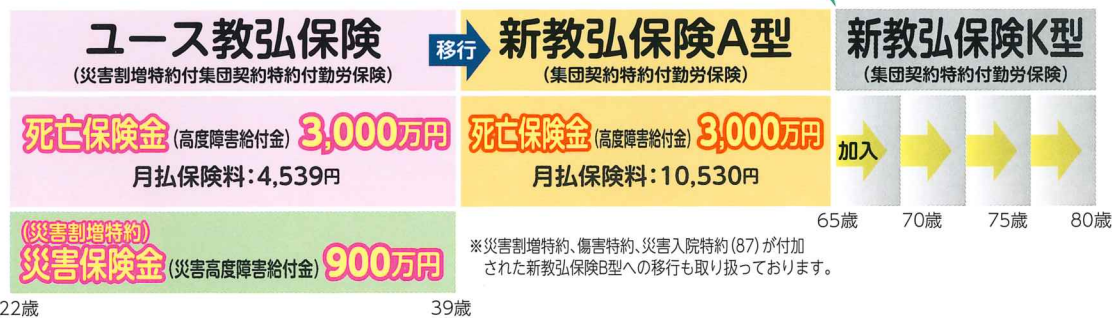 ユース教弘保険
(災害割増特約付集団契約特約付勤労保険)
移行
新教弘保険A型
(集団契約特約付勤労保険)
新教弘保険K型
(集団契約特約付勤労保険)
死亡保険金(高度障害給付金)3,000万円
月払保険料:4,539円
死亡保険金(高度障害給付金)3,000万円
月払保険料:10,530円
加入
65歳 70歳 75歳 80歳
(災害割増特約)
災害保険金(災害高度障害給付金)900万円
※災害割増特約、傷害特約、災害入院特約(87)が付加
された新教弘保険B型への移行も取り扱っております。
22歳 39歳